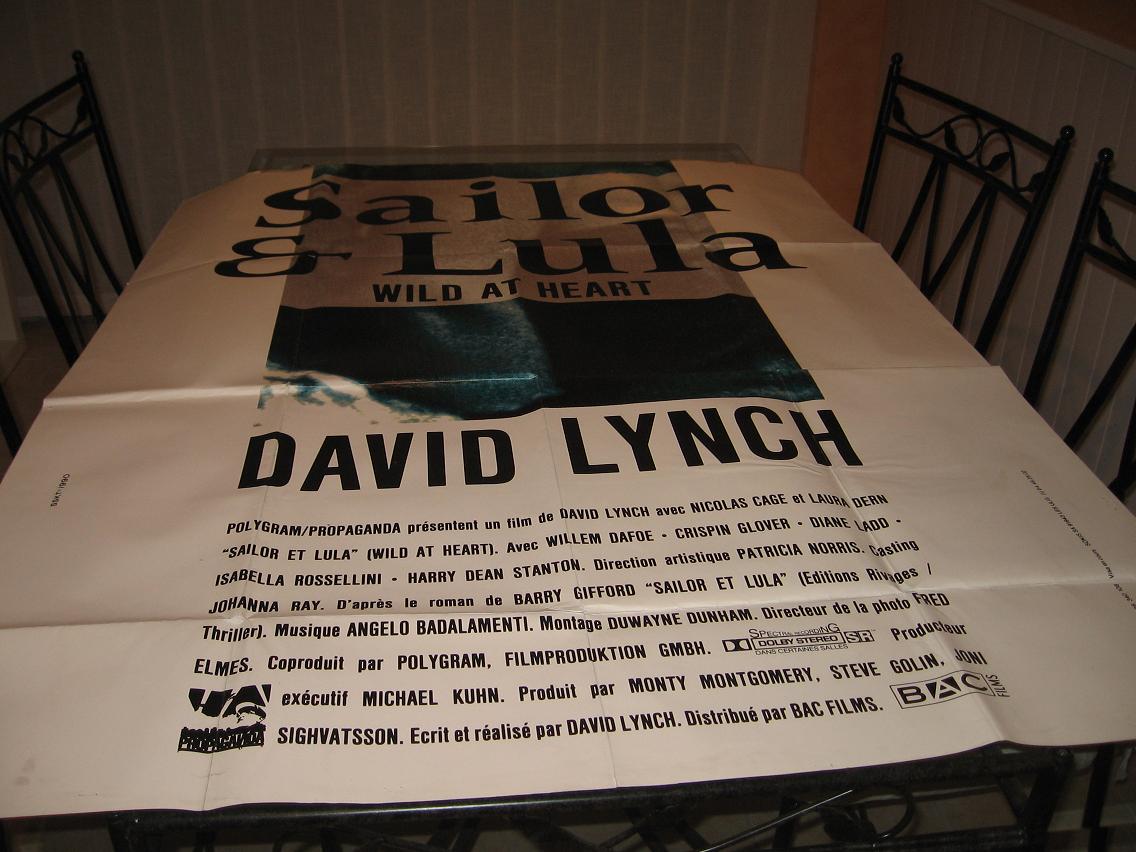 Sailor
& Lula
WILD AT HEART
DAVID LYNCH
POLYGRAM/PROPAGANDA présentent un film de DAVID LYNCH avec NICOLAS CAGE et LAURA DERN
"SAILOR ET LULA" (WILD AT HEART). Avec WILLEM DAFOE - CRISPIN GLOVER - DIANE LADD -
ISABELLA ROSSELLINI - HARRY DEAN STANTON. Direction artistique PATRICIA NORRIS. Casting
JOHANNA RAY. D'après le roman de BARRY GIFFORD "SAILOR ET LULA" (Editions Rivages /
Thriller). Musique ANGELO BADALAMENTI. Montage DUWAYNE DUNHAM. Directeur de la photo FRED
ELMES. Coproduit par POLYGRAM, FILMPRODUKTION GMBH. SPECTRAL RECORDING DOLBY STEREO SR DANS CERTAINES SALLES Producteur
exécutif MICHAEL KUHN. Produit par MONTY MONTGOMERY, STEVE GOLIN, JONI
SIGHVATSSON. Ecrit et réalisé par DAVID LYNCH. Distribué par BAC FILMS.
PROPAGANDA
BAC FILMS